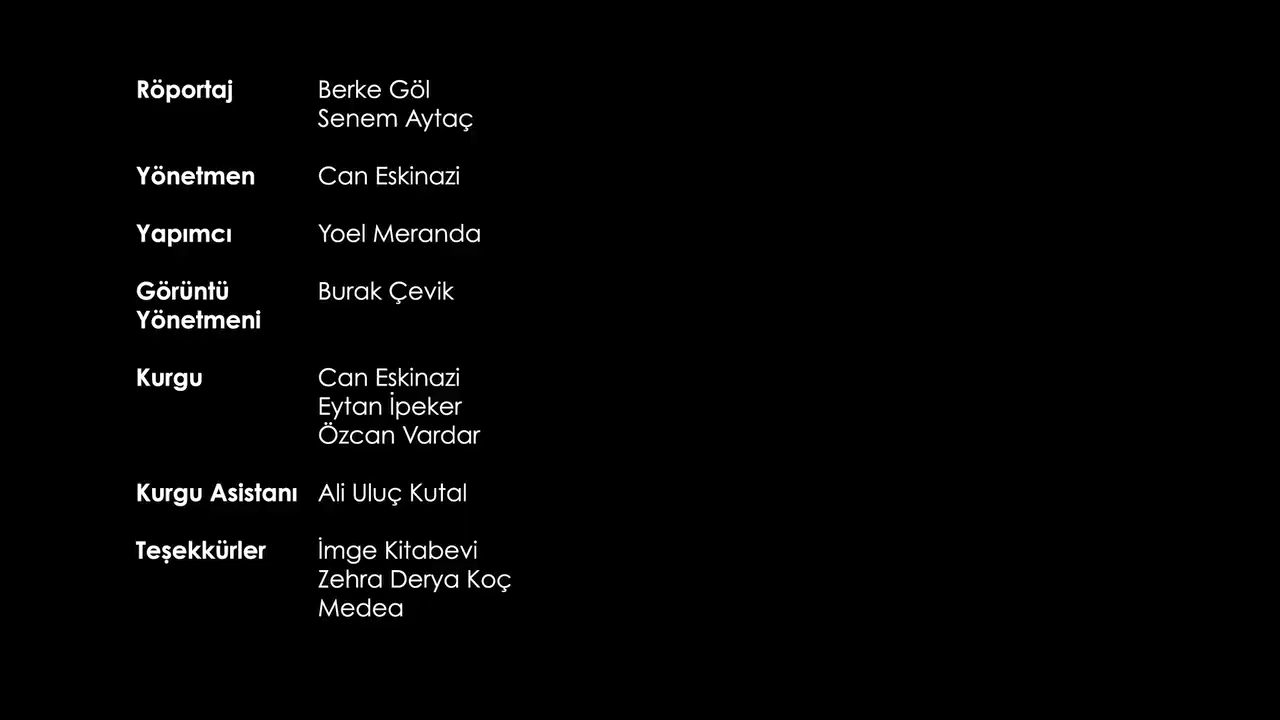 Röportaj Berke Göl
Senem Aytaç
Yönetmen Can Eskinazi
Yapımcı Yoel Meranda
Görüntü Burak Çevik
Yönetmeni
Kurgu Can Eskinazi
Eytan İpeker
Özcan Vardar
Kurgu Asistanı Ali Uluç Kutal
Teşekkürler İmge Kitabevi
Zehra Derya Koç
Medea